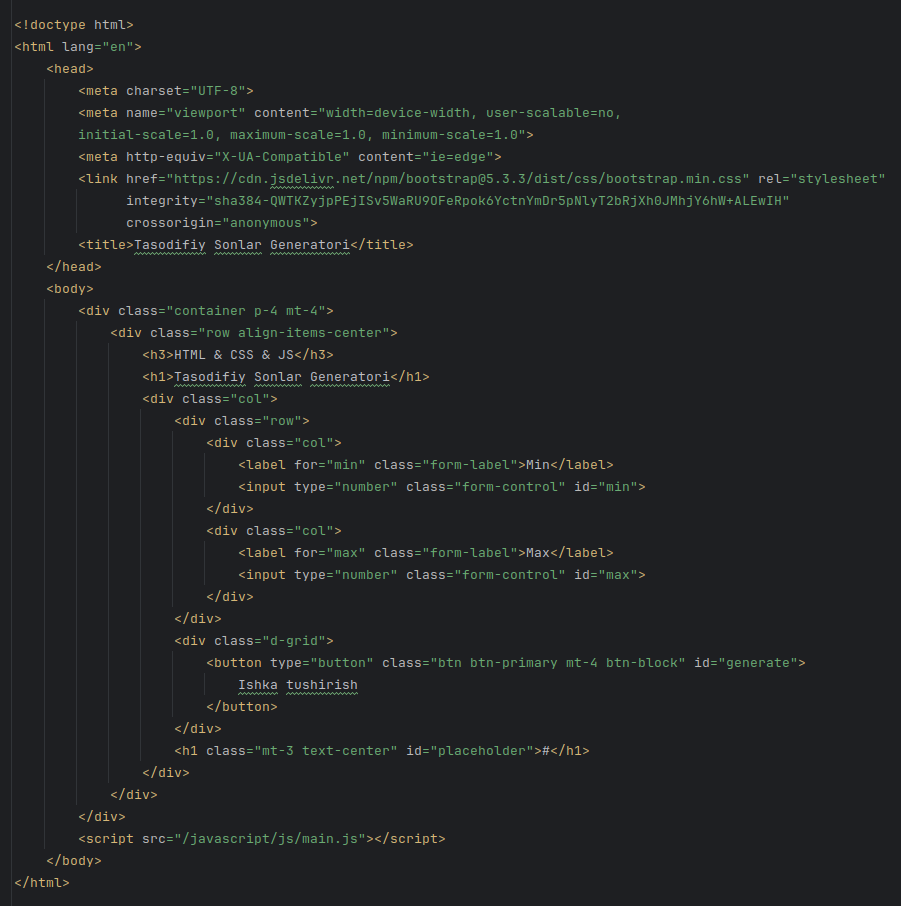 <!doctype html>
<html lang="en">
<head>
<meta charset="UTF-8">
<meta name="viewport" content="width=device-width, user-scalable=no,
initial-scale=1.0, maximum-scale=1.0, minimum-scale=1.0">
<meta http-equiv="X-UA-Compatible" content="ie=edge">
<link href="https://cdn.jsdelivr.net/npm/bootstrap@5.3.3/dist/css/bootstrap.min.css" rel="stylesheet"
integrity="sha384-QWTKZyjpPEjISv5WaRU9OFeRpok6YctnYmDr5pNlyT2bRjXh0JMhjY6hW+ALEwIH"
crossorigin="anonymous">
<title>Tasodifiy Sonlar Generatori</title>
</head>
<body>
<div class="container p-4 mt-4">
<div class="row align-items-center">
<h3>HTML & CSS & JS</h3>
<h1>Tasodifiy Sonlar Generatori</h1>
<div class="col">
<div class="row">
<div class="col">
<label for="min" class="form-label">Min</label>
<input type="number" class="form-control" id="min">
</div>
<div class="col">
<label for="max" class="form-label">Max</label>
<input type="number" class="form-control" id="max">
</div>
</div>
<div class="d-grid">
<button type="button" class="btn btn-primary mt-4 btn-block" id="generate">
Ishka tushirish
</button>
</div>
<h1 class="mt-3 text-center" id="placeholder">#</h1>
</div>
</div>
</div>
<script src="/javascript/js/main.js"></script>
</body>
</html>